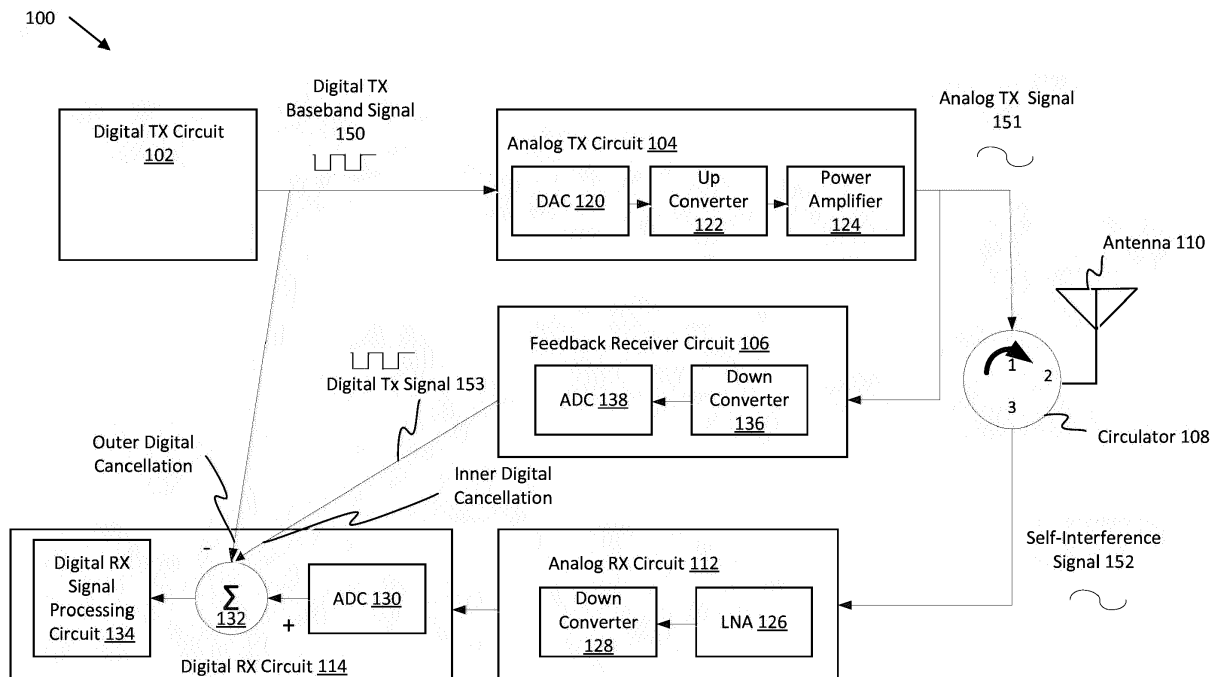 100
Digital TX Circuit
102
Digital TX
Baseband Signal
150
Analog TX Circuit 104
DAC 120
Up
Converter
122
Power
Amplifier
124
Analog TX Signal
151
Antenna 110
Feedback Receiver Circuit 106
ADC 138
Down
Converter
136
1
2
3
Circulator 108
Digital Tx Signal 153
Outer Digital
Cancellation
Inner Digital
Cancellation
Digital RX
Signal
Processing
Circuit 134
-
Σ
132
+
ADC 130
Digital RX Circuit 114
Analog RX Circuit 112
Down
Converter
128
LNA 126
Self-Interference
Signal 152